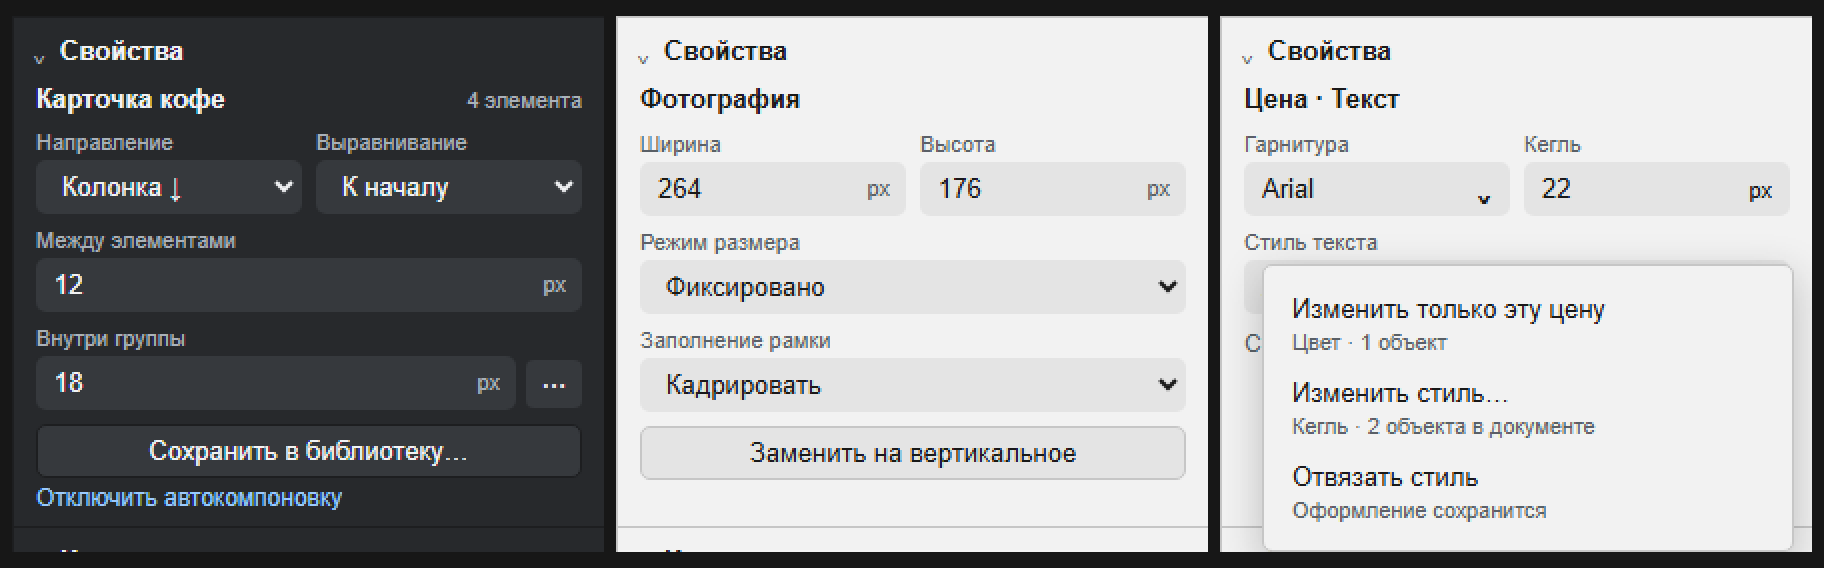 Свойства
Карточка кофе
4 элемента
Направление
Выравнивание
Колонка ↓
К началу
Между элементами
12 px
Внутри группы
18 px
...
Сохранить в библиотеку...
Отключить автокомпоновку
Свойства
Фотография
Ширина
Высота
264 px
176 px
Режим размера
Фиксировано
Заполнение рамки
Кадрировать
Заменить на вертикальное
Свойства
Цена · Текст
Гарнитура
Кегль
Arial
22 px
Стиль текста
С
Изменить только эту цену
Цвет · 1 объект
Изменить стиль...
Кегль · 2 объекта в документе
Отвязать стиль
Оформление сохранится